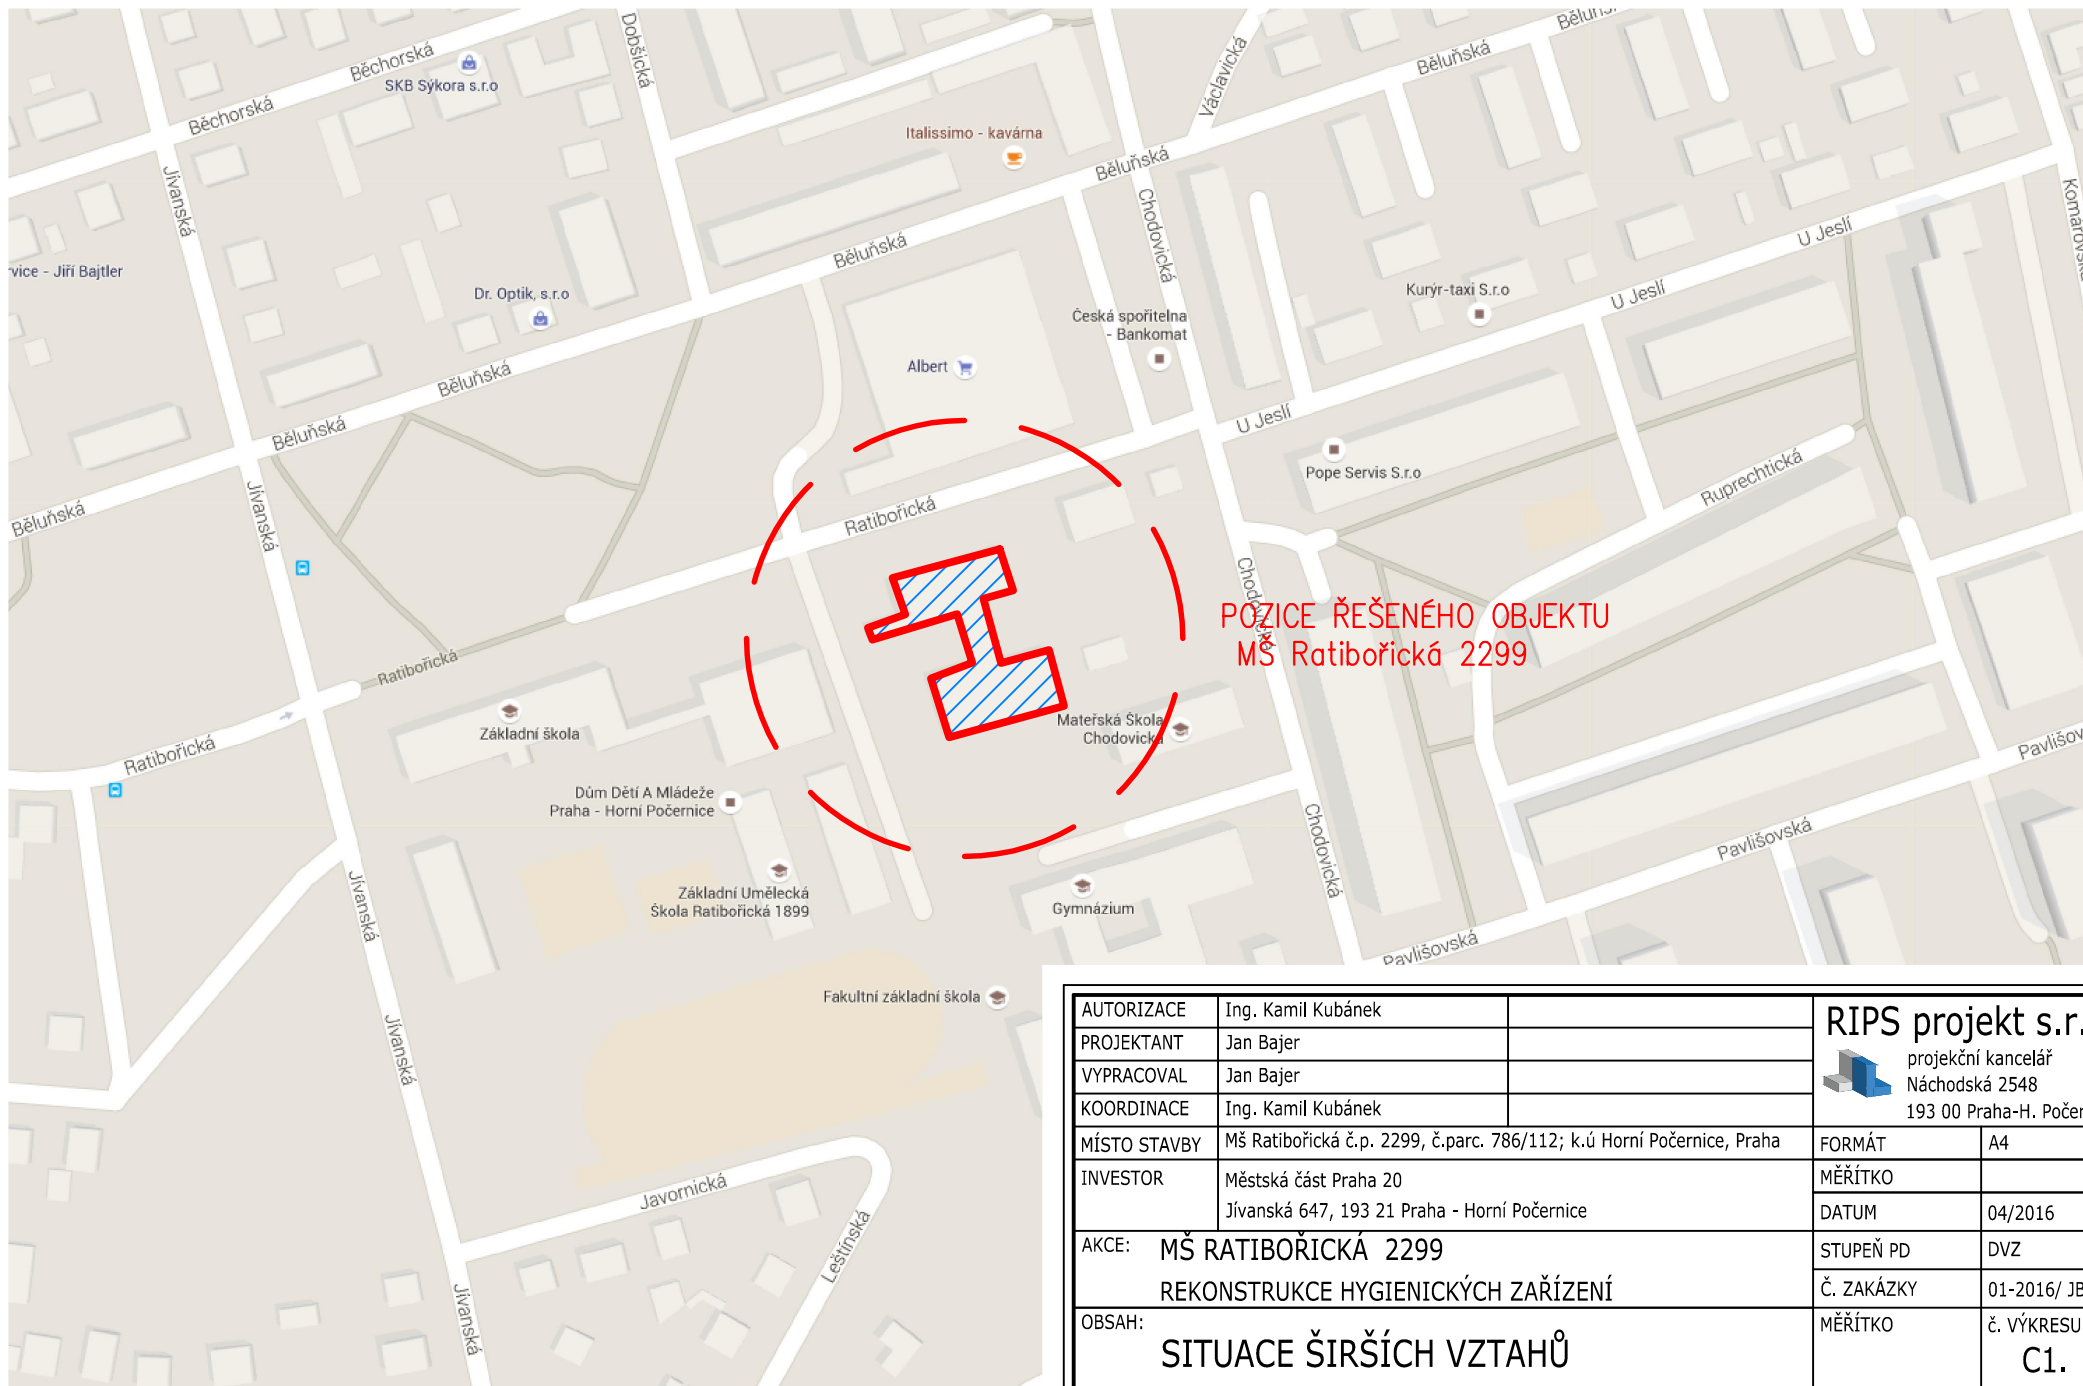 Běchorská
SKB Sýkora s.r.o
Běchorská
Dobšická
Italissimo - kavárna
Václavická
Běluňská
Běluňská
Jívanská
Chodovická
U Jeslí
rvice - Jiří Bajtler
Běluňská
Dr. Optik, s.r.o
Kurýr-taxi S.r.o
U Jeslí
Česká spořitelna
- Bankomat
Albert
Běluňská
Běluňská
U Jeslí
Pope Servis S.r.o
Ruprechtická
Jívanská
Běluňská
Ratibořická
Chodovická
POZICE ŘEŠENÉHO OBJEKTU
MŠ Ratibořická 2299
Ratibořická
Základní škola
Mateřská Škola
Chodovická
Ratibořická
Dům Dětí A Mládeže
Praha - Horní Počernice
Chodovická
Pavlišovská
Základní Umělecká
Škola Ratibořická 1899
Gymnázium
Jívanská
Pavlišovská
Fakultní základní škola
Jívanská
Javornická
Leštínská
Jívanská
AUTORIZACE Ing. Kamil Kubánek
PROJEKTANT Jan Bajer
VYPRACOVAL Jan Bajer
KOORDINACE Ing. Kamil Kubánek
RIPS projekt s.r.
projekční kancelář
Náchodská 2548
193 00 Praha-H. Počer
MÍSTO STAVBY Mš Ratibořická č.p. 2299, č.parc. 786/112; k.ú Horní Počernice, Praha
FORMÁT A4
INVESTOR Městská část Praha 20
Jívanská 647, 193 21 Praha - Horní Počernice
MĚŘÍTKO
DATUM 04/2016
AKCE: MŠ RATIBOŘICKÁ 2299
REKONSTRUKCE HYGIENICKÝCH ZAŘÍZENÍ
STUPEŇ PD DVZ
Č. ZAKÁZKY 01-2016/ JB
OBSAH:
SITUACE ŠIRŠÍCH VZTAHŮ
MĚŘÍTKO
č. VÝKRESU
C1.